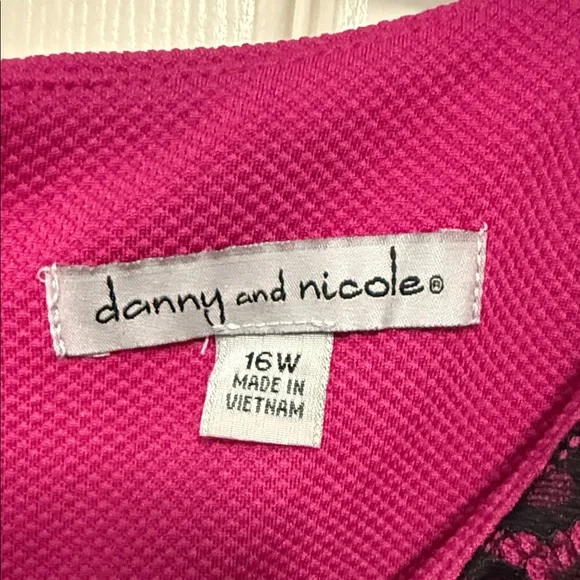 danny and nicole®
16W
MADE IN
VIETNAM